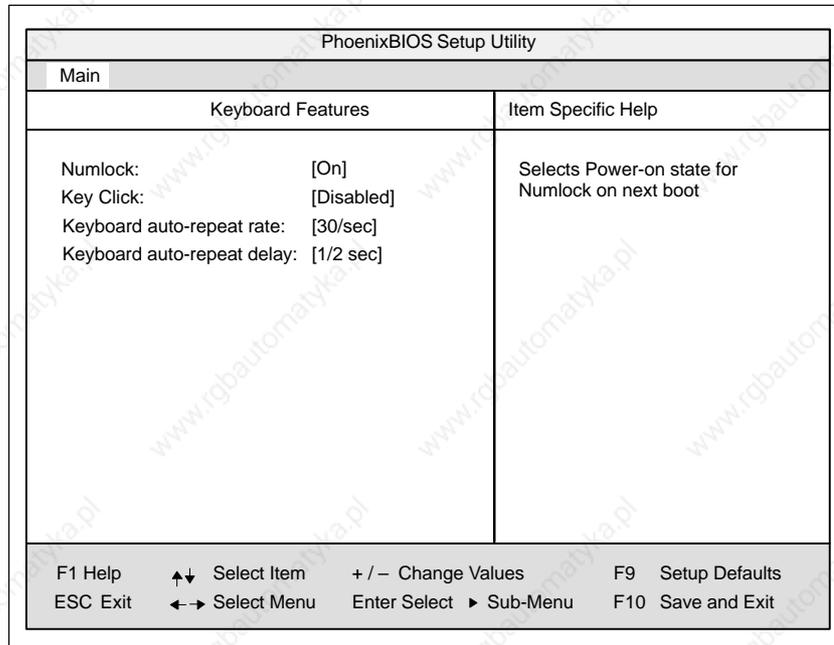 PhoenixBIOS Setup Utility
Main
Keyboard Features
Item Specific Help
Numlock: [On]
Key Click: [Disabled]
Keyboard auto-repeat rate: [30/sec]
Keyboard auto-repeat delay: [1/2 sec]
Selects Power-on state for
Numlock on next boot
F1 Help Select Item + / – Change Values F9 Setup Defaults
ESC Exit Select Menu Enter Select Sub-Menu F10 Save and Exit
www.rgbautomatyka.pl